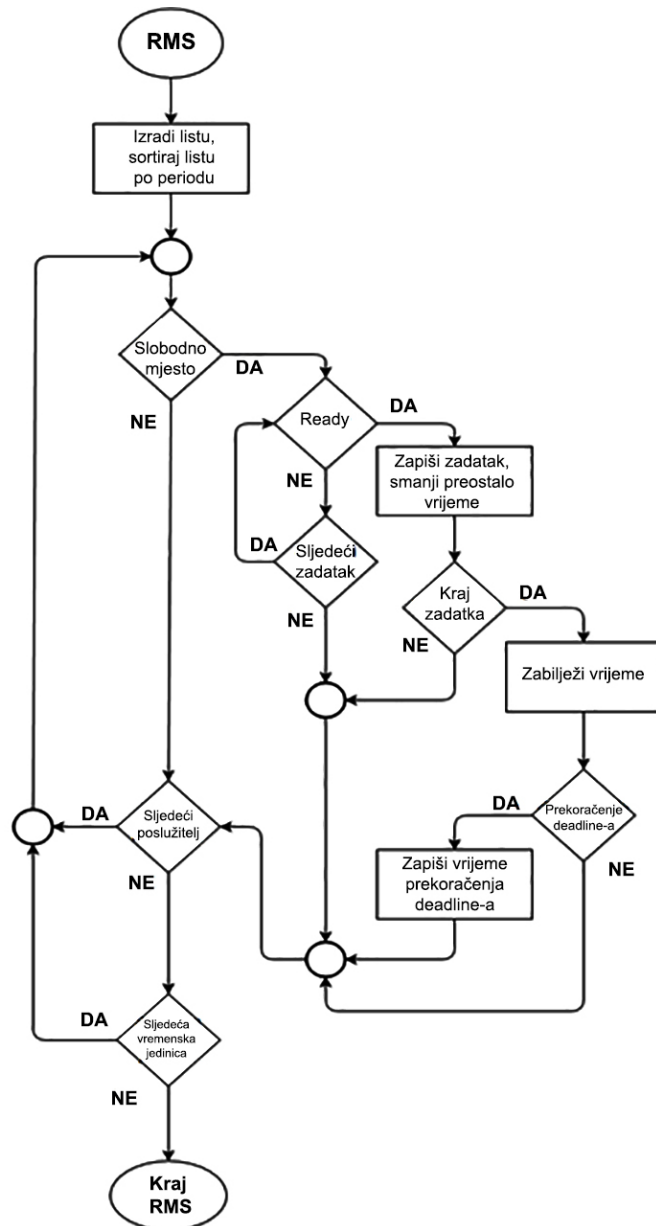 RMS
Izradi listu,
sortiraj listu
po periodu
Slobodno
mjesto
DA
NE
Ready
DA
NE
Zapiši zadatak,
smanji preostalo
vrijeme
Sljedeći
zadatak
DA
NE
Kraj
zadatka
DA
NE
Zabilježi vrijeme
Prekoračenje
deadline-a
DA
NE
Zapiši vrijeme
prekoračenja
deadline-a
Sljedeći
poslužitelj
DA
NE
Sljedeća
vremenska
jedinica
DA
NE
Kraj
RMS